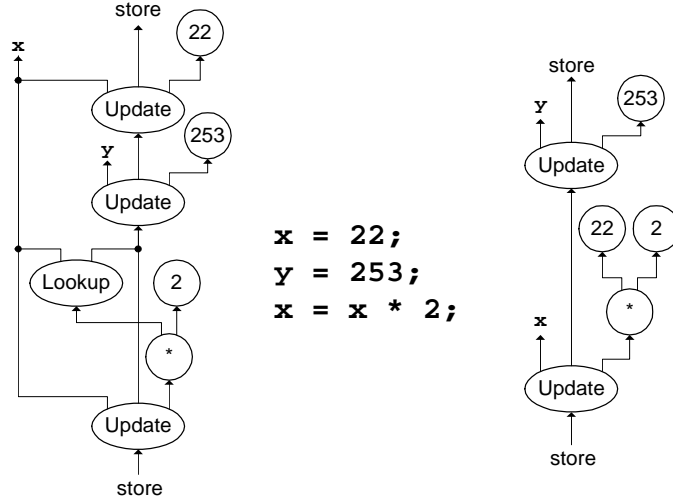 store
x
22
Update
253
y
Update
Lookup
2
*
Update
store
x = 22;
y = 253;
x = x * 2;
store
y
253
Update
22
2
x
*
Update
store